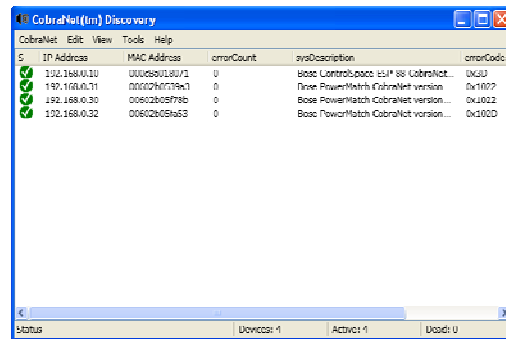 CobraNet(tm) Discovery
CobraNet Edit View Tools Help
S IP Address MAC Address errorCount sysDescription errorCode
192.168.0.10 0 Bose ControlSpace ESP 88 CobraNet... 0x3D
192.168.0.31 0 Bose PowerMatch CobraNet version... 0x1022
192.168.0.30 0 Bose PowerMatch CobraNet version... 0x1022
192.168.0.32 0 Bose PowerMatch CobraNet version... 0x102D
Status Devices: 4 Active: 4 Dead: 0